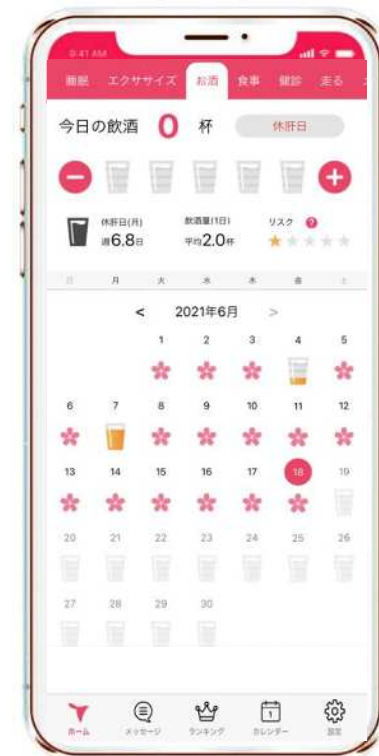 9:41 AM
睡眠 エクササイズ お酒 食事 健診 走る
今日の飲酒 0 杯 休肝日
休肝日(月) 飲酒量(1日) リスク ?
週6.8日 平均2.0杯
日 月 火 水 木 金 土
< 2021年6月 >
1 2 3 4 5
6 7 8 9 10 11 12
13 14 15 16 17 18 19
20 21 22 23 24 25 26
27 28 29 30
ホーム メッセージ ランキング カレンダー 設定